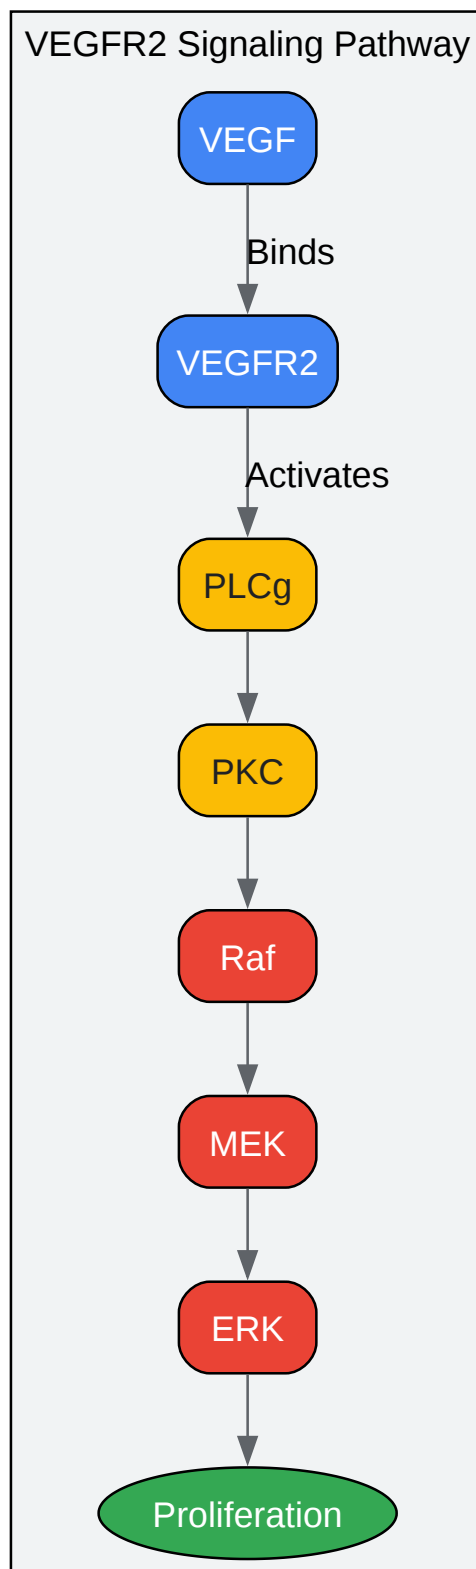 VEGFR2 Signaling Pathway
VEGF
Binds
VEGFR2
Activates
PLCg
PKC
Raf
MEK
ERK
Proliferation